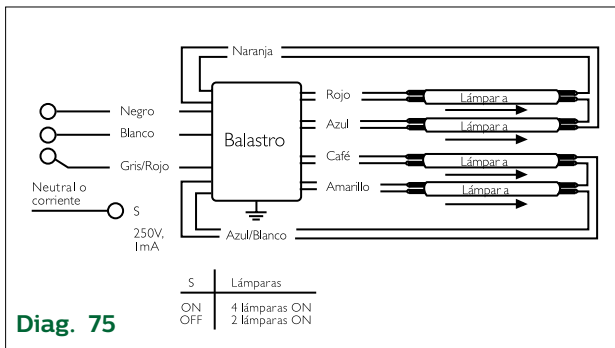 Naranja
Negro
Blanco
Gris/Rojo
Neutral o
corriente
S
250V,
1mA
Balastro
Rojo
Azul
Café
Amarillo
Azul/Blanco
Lámpara
Lámpara
Lámpara
Lámpara
S Lámparas
ON 4 lámparas ON
OFF 2 lámparas ON
Diag. 75